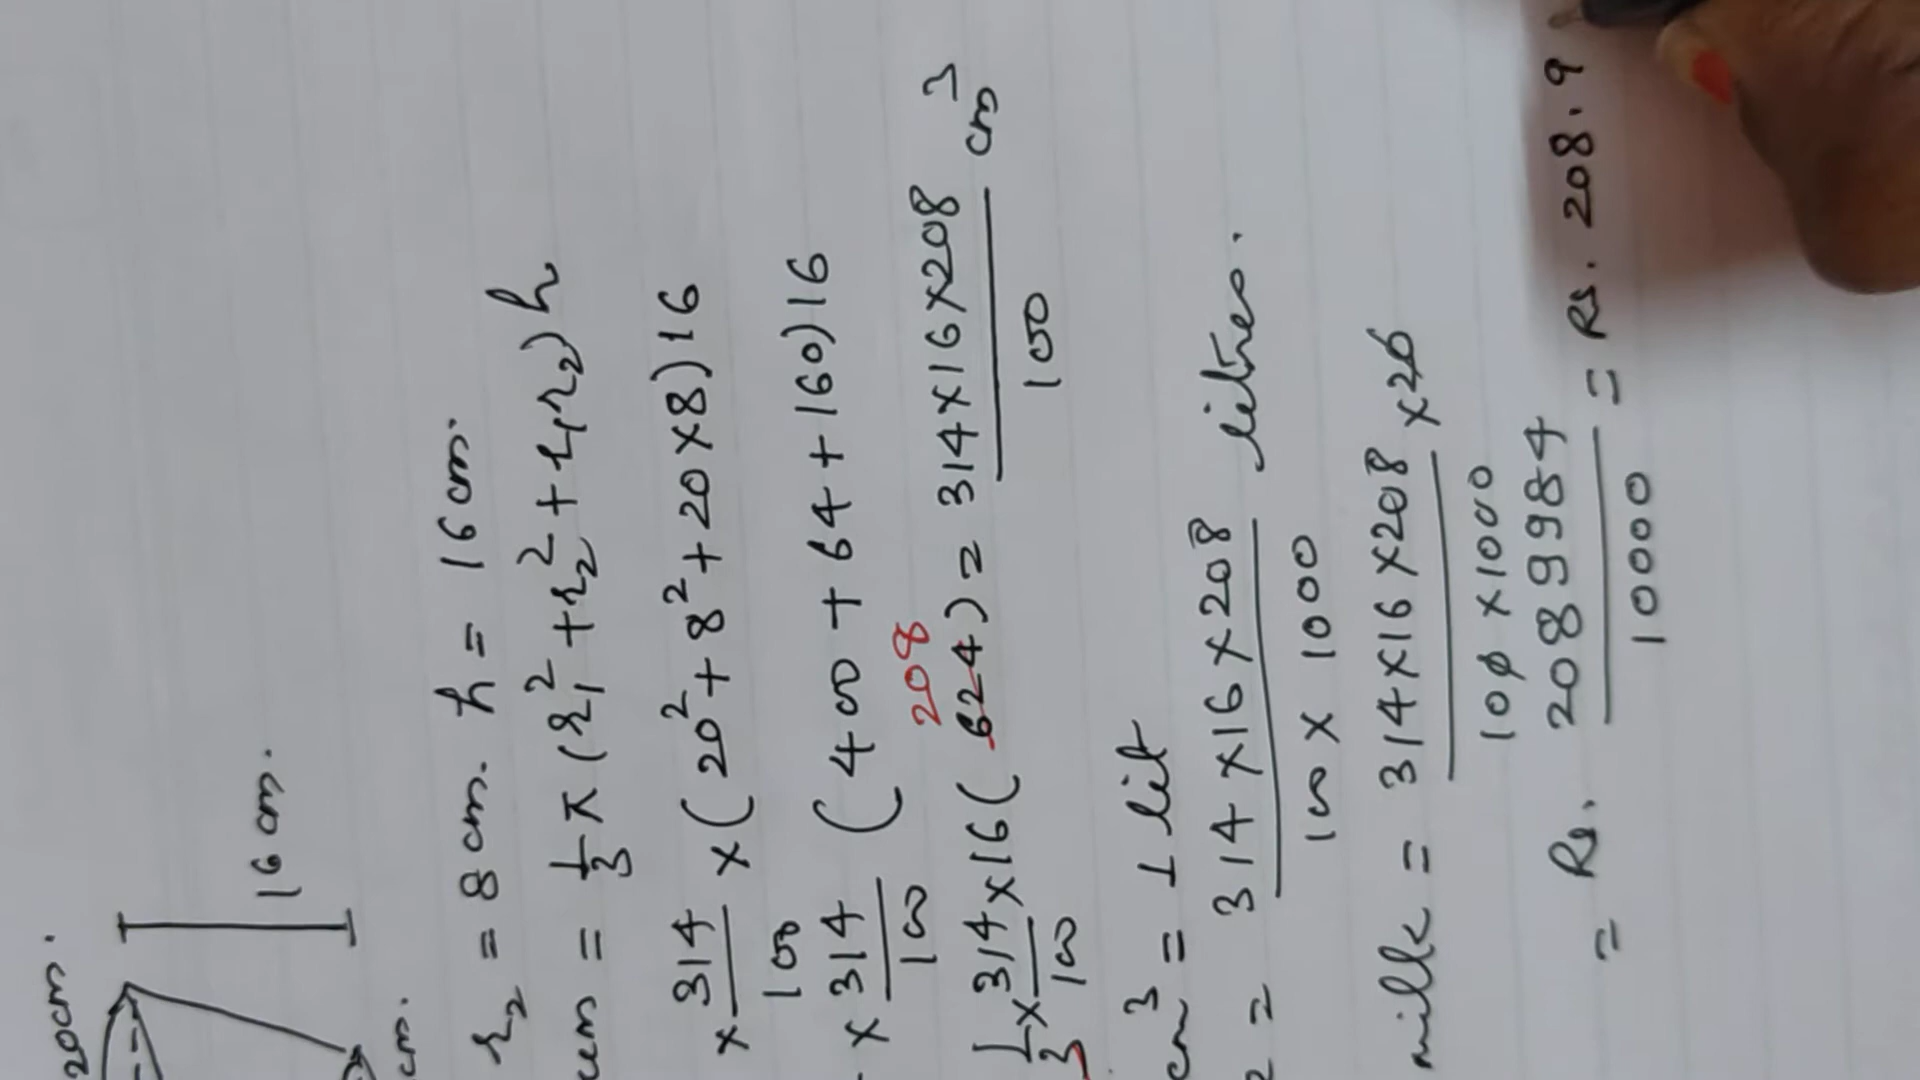 20cm.
16 cm.
cm.
r₂ = 8 cm. h = 16 cm.
= 1/3 π (r₁² + r₂² + r₁r₂) h
x 314/100 x (20² + 8² + 20 x 8) 16
x 314/100 (400 + 64 + 160) 16
208
1/3 x 314/100 x 16 ( 624 ) = 314 x 16 x 208/100 cm³
cm³ = 1 lit
= 314 x 16 x 208/100 x 1000 litres.
milk = 314 x 16 x 208/100 x 1000 x 20
= Rs. 2089984/10000 = Rs. 208.9